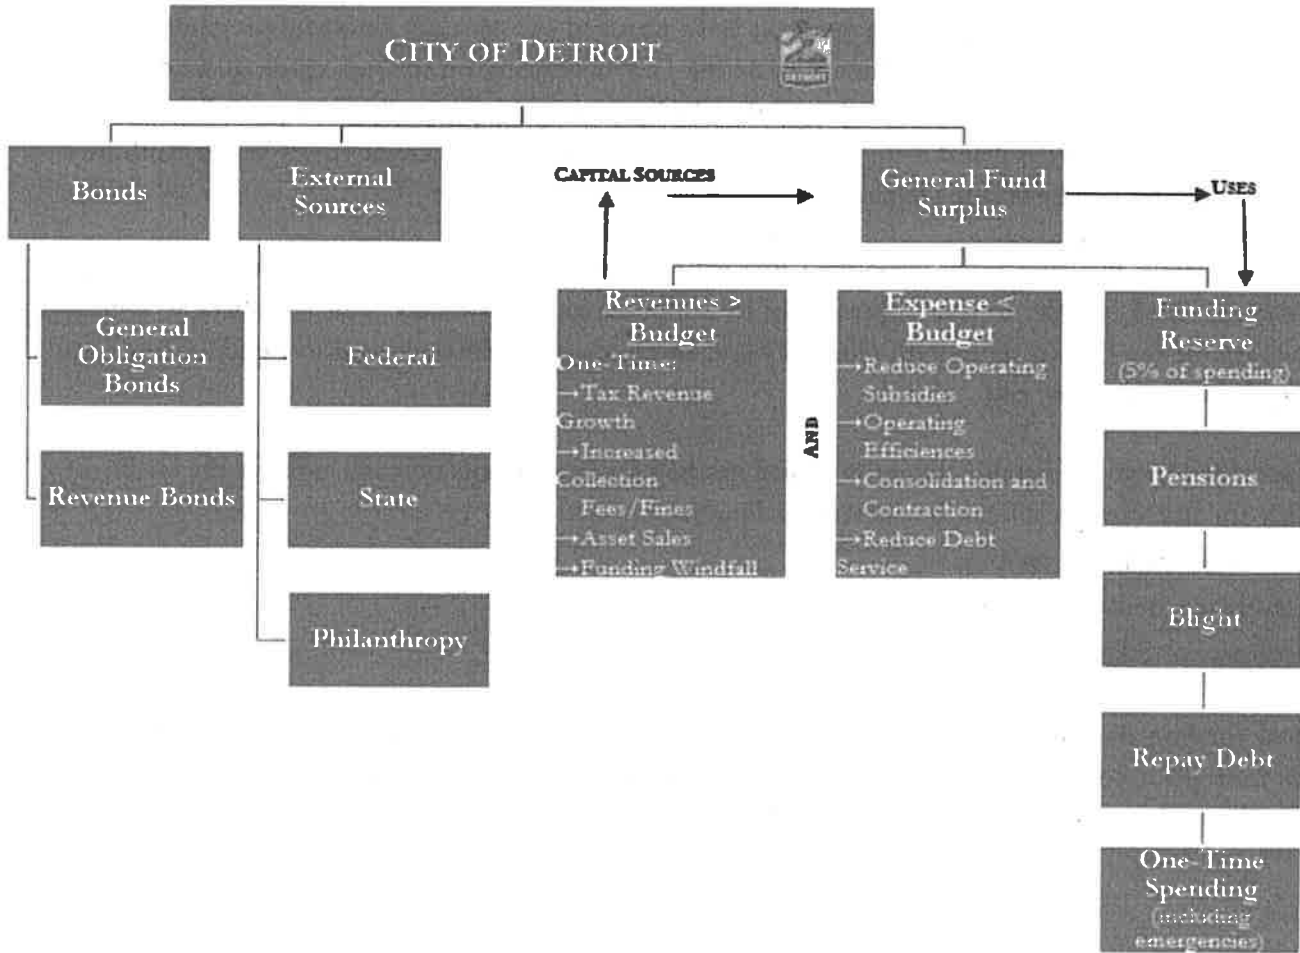 CITY OF DETROIT
DETROIT
Bonds
External
Sources
CAPITAL SOURCES
General Fund
Surplus
USES
General
Obligation
Bonds
Revenue Bonds
Federal
State
Philanthropy
Revenues >
Budget
One-Time:
→Tax Revenue
Growth
→Increased
Collection
Fees/Fines
→Asset Sales
→Funding Windfall
AND
Expense <
Budget
→Reduce Operating
Subsidies
→Operating
Efficiences
→Consolidation and
Contraction
→Reduce Debt
Service
Funding
Reserve
(5% of spending)
Pensions
Blight
Repay Debt
One-Time
Spending
(including
emergencies)